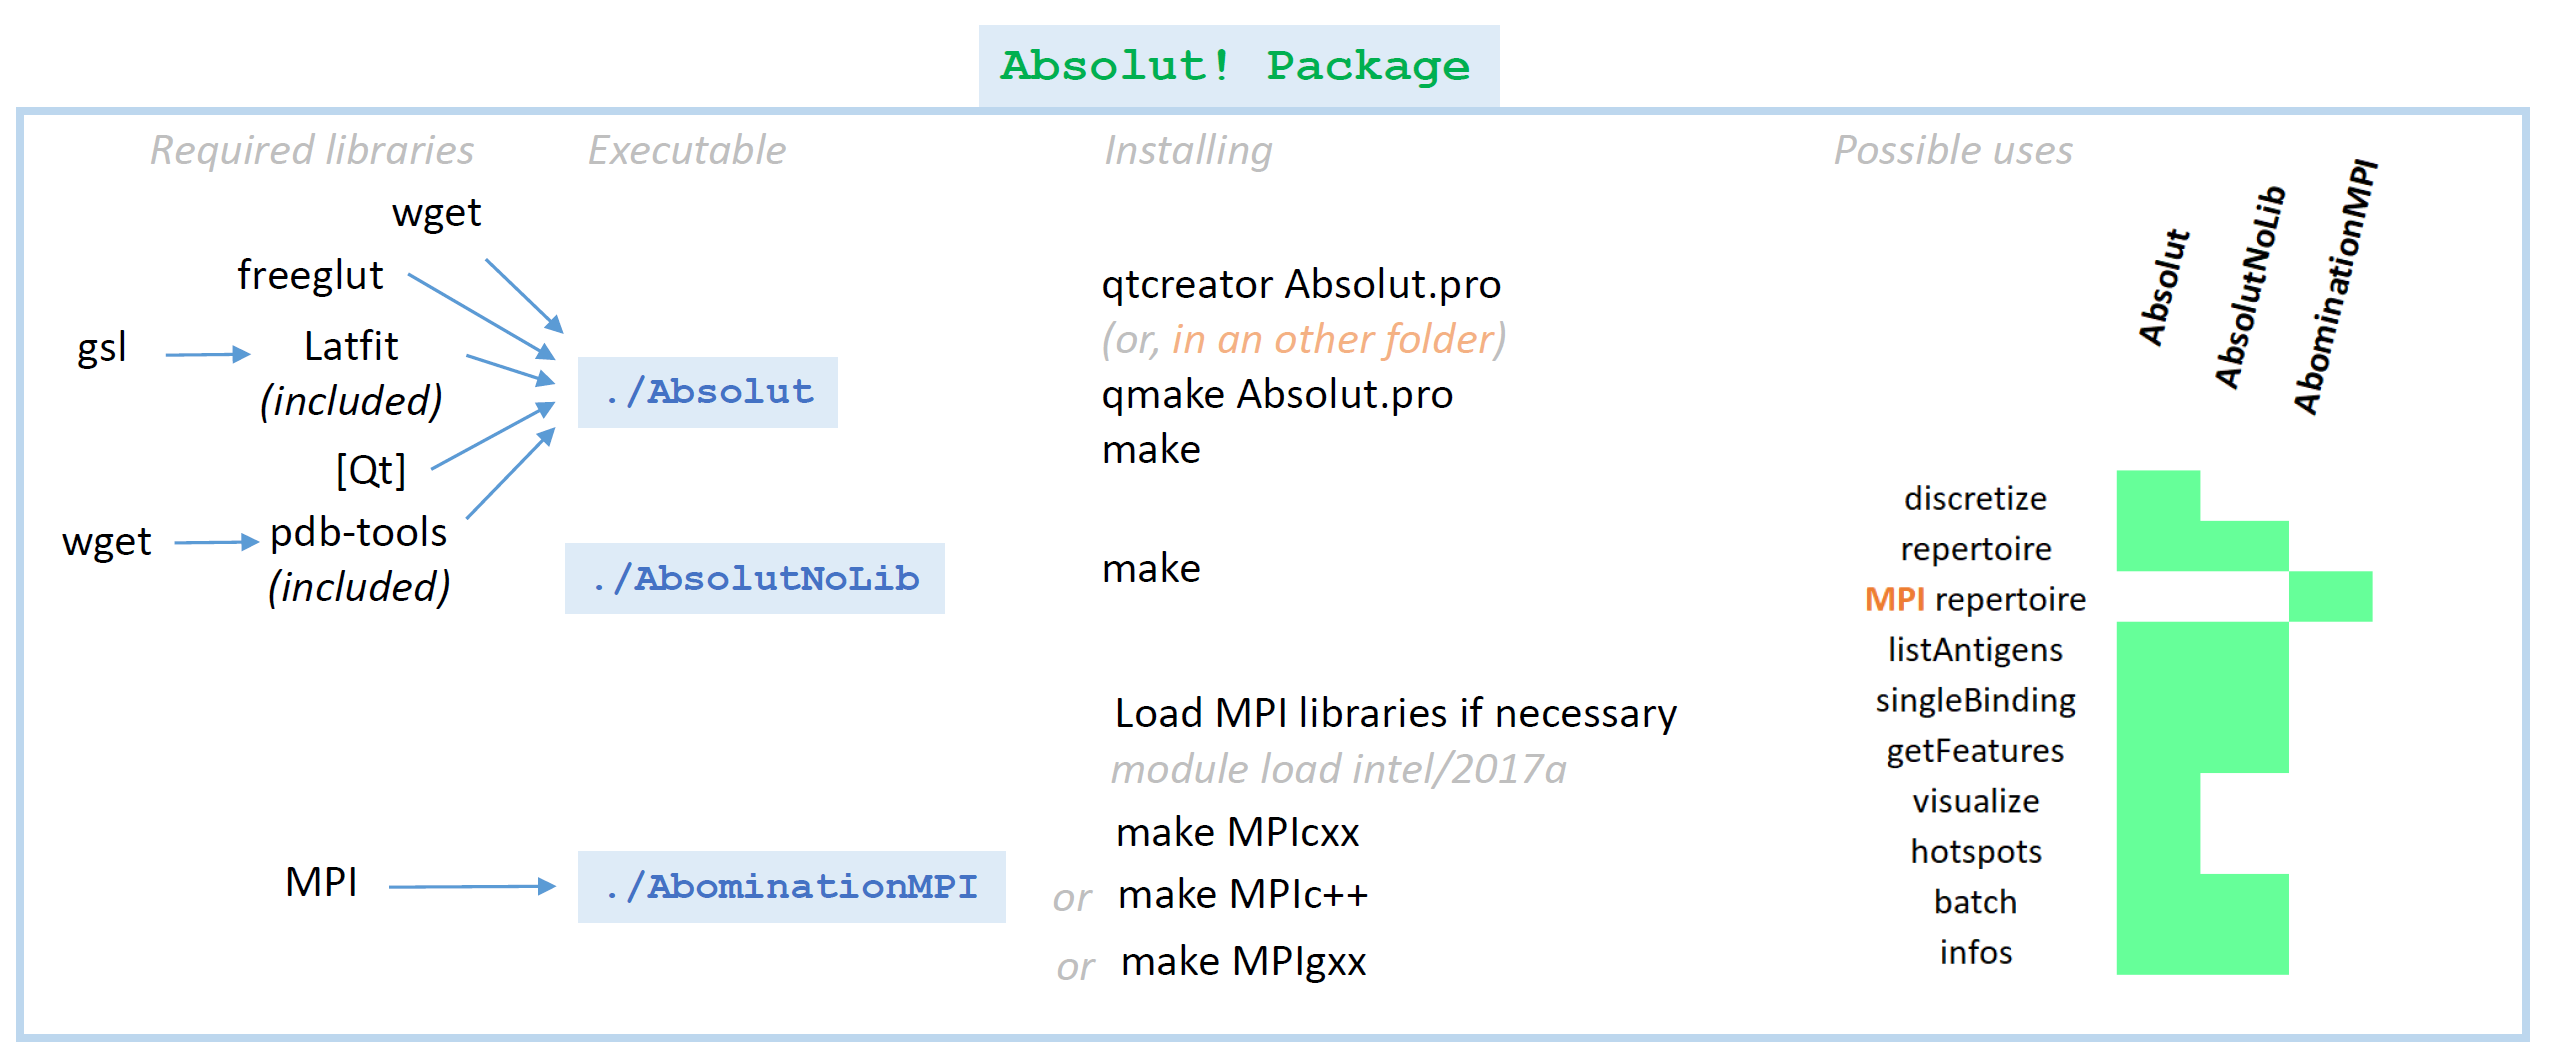 Absolut! Package
Required libraries
Executable
Installing
Possible uses
wget
freeglut
gsl
Latfit
(included)
[Qt]
wget
pdb-tools
(included)
MPI
./Absolut
./AbsolutNoLib
./AbominationMPI
qtcreator Absolut.pro
(or, in an other folder)
qmake Absolut.pro
make
make
Load MPI libraries if necessary
module load intel/2017a
make MPIcxx
or make MPIc++
or make MPIgxx
Absolut
AbsolutNoLib
AbominationMPI
discretize
repertoire
MPI repertoire
listAntigens
singleBinding
getFeatures
visualize
hotspots
batch
infos